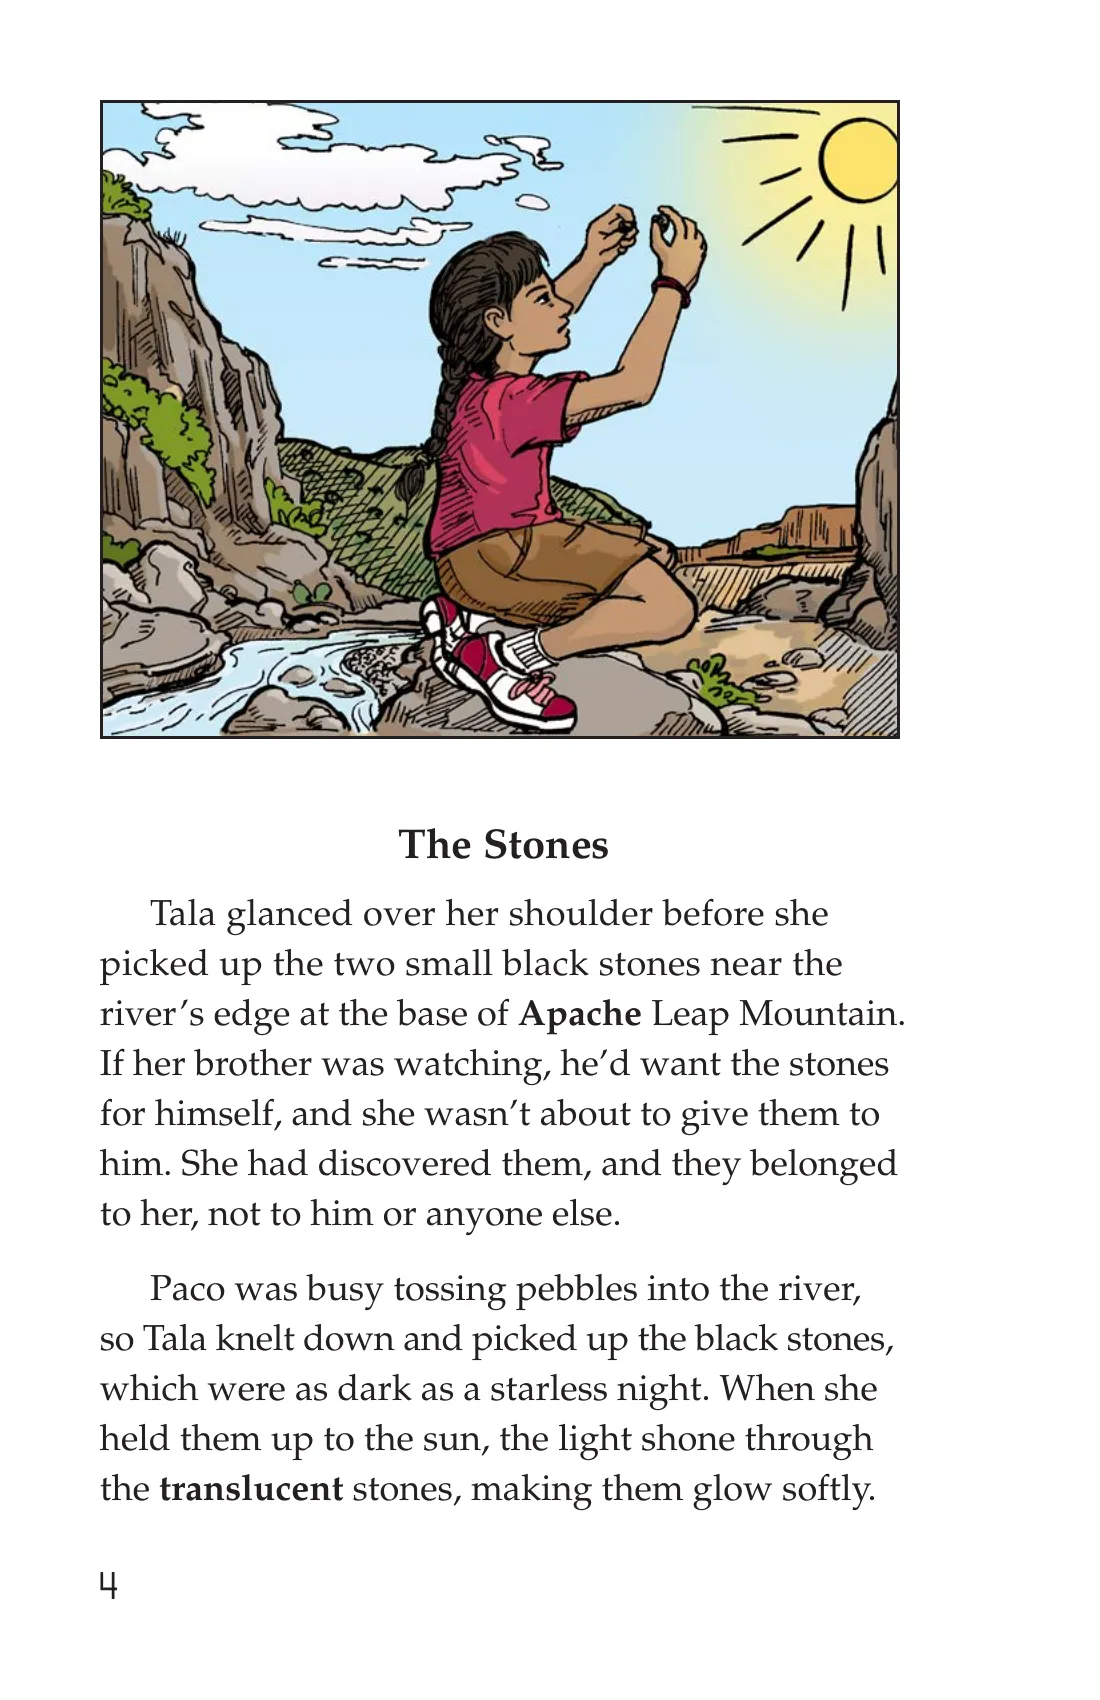 The Stones
Tala glanced over her shoulder before she
picked up the two small black stones near the
river’s edge at the base of Apache Leap Mountain.
If her brother was watching, he’d want the stones
for himself, and she wasn’t about to give them to
him. She had discovered them, and they belonged
to her, not to him or anyone else.
Paco was busy tossing pebbles into the river,
so Tala knelt down and picked up the black stones,
which were as dark as a starless night. When she
held them up to the sun, the light shone through
the translucent stones, making them glow softly.
4